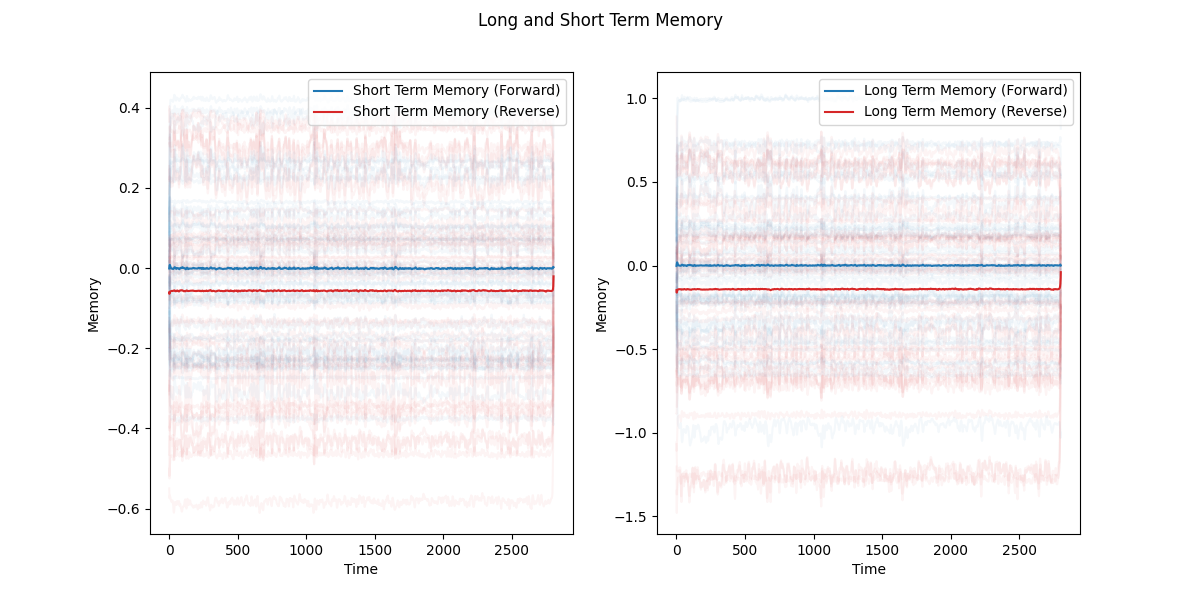 Long and Short Term Memory
Short Term Memory (Forward)
Short Term Memory (Reverse)
0.4
0.2
0.0
−0.2
−0.4
−0.6
Memory
0
500
1000
1500
2000
2500
Time
Long Term Memory (Forward)
Long Term Memory (Reverse)
1.0
0.5
0.0
−0.5
−1.0
−1.5
Memory
0
500
1000
1500
2000
2500
Time